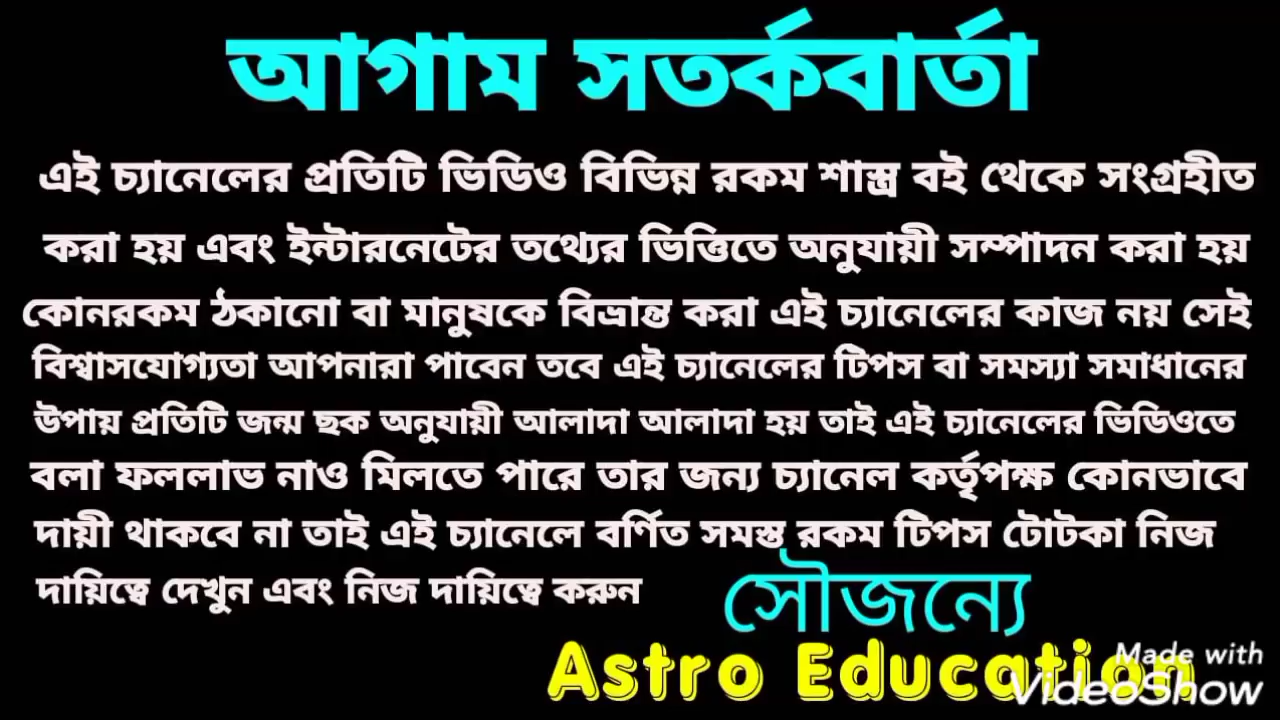 আগাম সতর্কবার্তা
এই চ্যানেলের প্রতিটি ভিডিও বিভিন্ন রকম শাস্ত্র বই থেকে সংগ্রহীত
করা হয় এবং ইন্টারনেটের তথ্যের ভিত্তিতে অনুযায়ী সম্পাদন করা হয়
কোনরকম ঠকানো বা মানুষকে বিভ্রান্ত করা এই চ্যানেলের কাজ নয় সেই
বিশ্বাসযোগ্যতা আপনারা পাবেন তবে এই চ্যানেলের টিপস বা সমস্যা সমাধানের
উপায় প্রতিটি জন্ম ছক অনুযায়ী আলাদা আলাদা হয় তাই এই চ্যানেলের ভিডিওতে
বলা ফললাভ নাও মিলতে পারে তার জন্য চ্যানেল কর্তৃপক্ষ কোনভাবে
দায়ী থাকবে না তাই এই চ্যানেলে বর্ণিত সমস্ত রকম টিপস টোটকা নিজ
দায়িত্বে দেখুন এবং নিজ দায়িত্বে করুন
সৌজন্যে
Astro Education
Made with
VideoShow